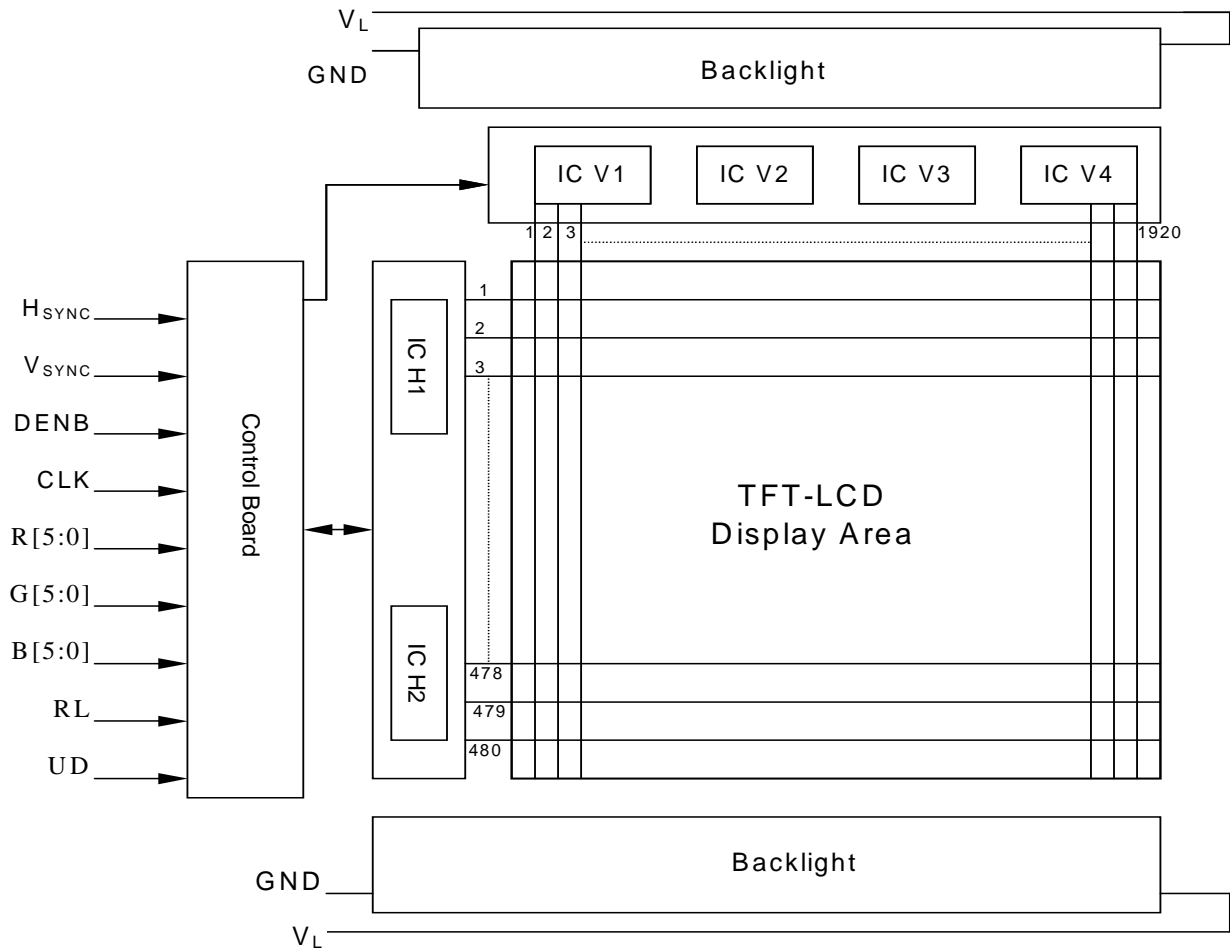 VL
GND
Backlight
IC V1
IC V2
IC V3
IC V4
1
2
3
1920
HSYNC
VSYNC
DENB
CLK
R[5:0]
G[5:0]
B[5:0]
RL
UD
Control Board
IC H1
IC H2
1
2
3
478
479
480
TFT-LCD
Display Area
Backlight
GND
VL